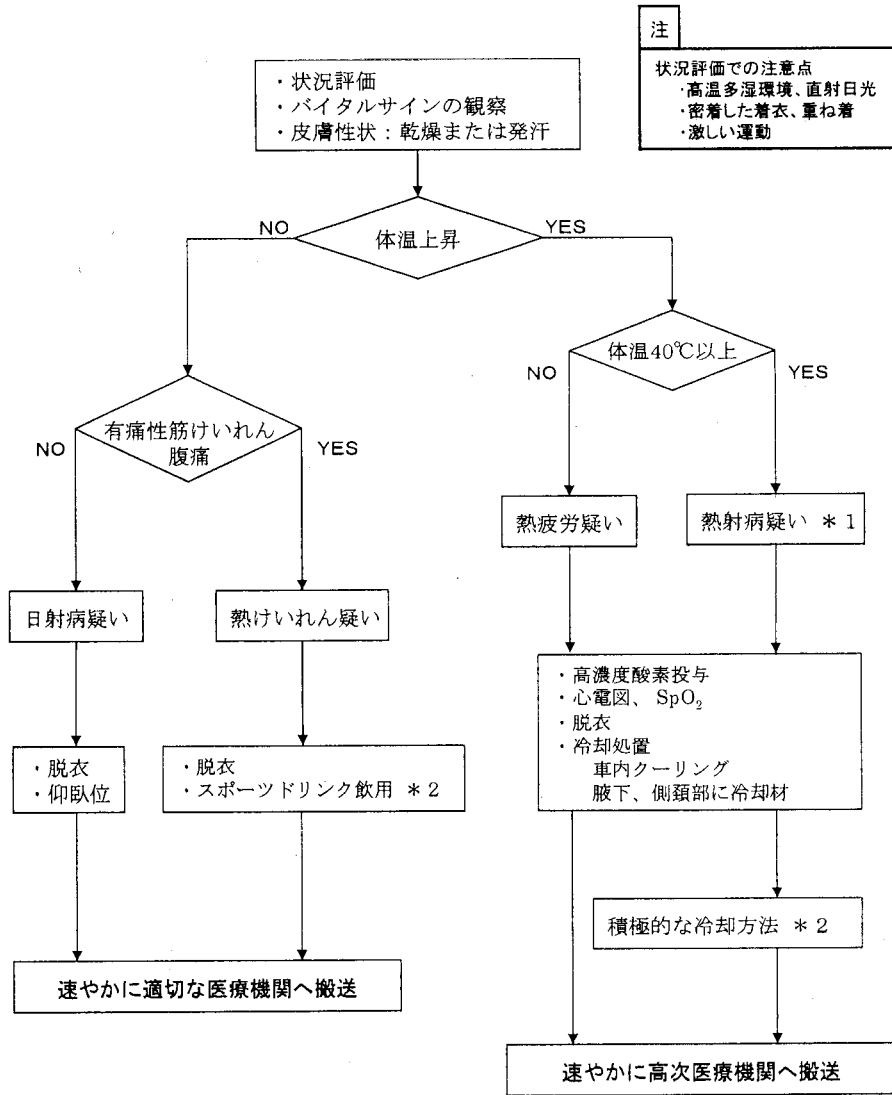 注
状況評価での注意点
・高温多湿環境、直射日光
・密着した着衣、重ね着
・激しい運動
・状況評価
・バイタルサインの観察
・皮膚性状：乾燥または発汗
NO
体温上昇
YES
体温40℃以上
NO
YES
有痛性筋けいれん
腹痛
NO
YES
熱疲労疑い
熱射病疑い ＊1
日射病疑い
熱けいれん疑い
・高濃度酸素投与
・心電図、 SpO₂
・脱衣
・冷却処置
車内クーリング
腋下、側頚部に冷却材
・脱衣
・仰臥位
・脱衣
・スポーツドリンク飲用 ＊2
積極的な冷却方法 ＊2
速やかに適切な医療機関へ搬送
速やかに高次医療機関へ搬送